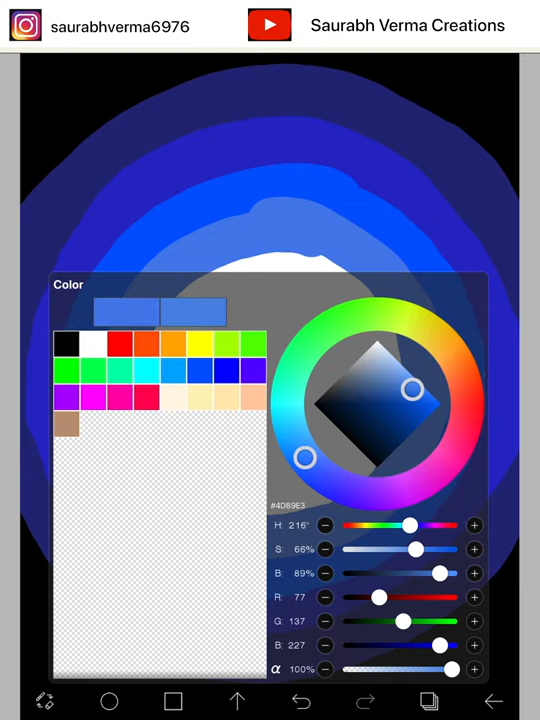 saurabhverma6976
Saurabh Verma Creations
Color
#4D89E3
H: 216°
S: 66%
B: 89%
R: 77
G: 137
B: 227
α 100%